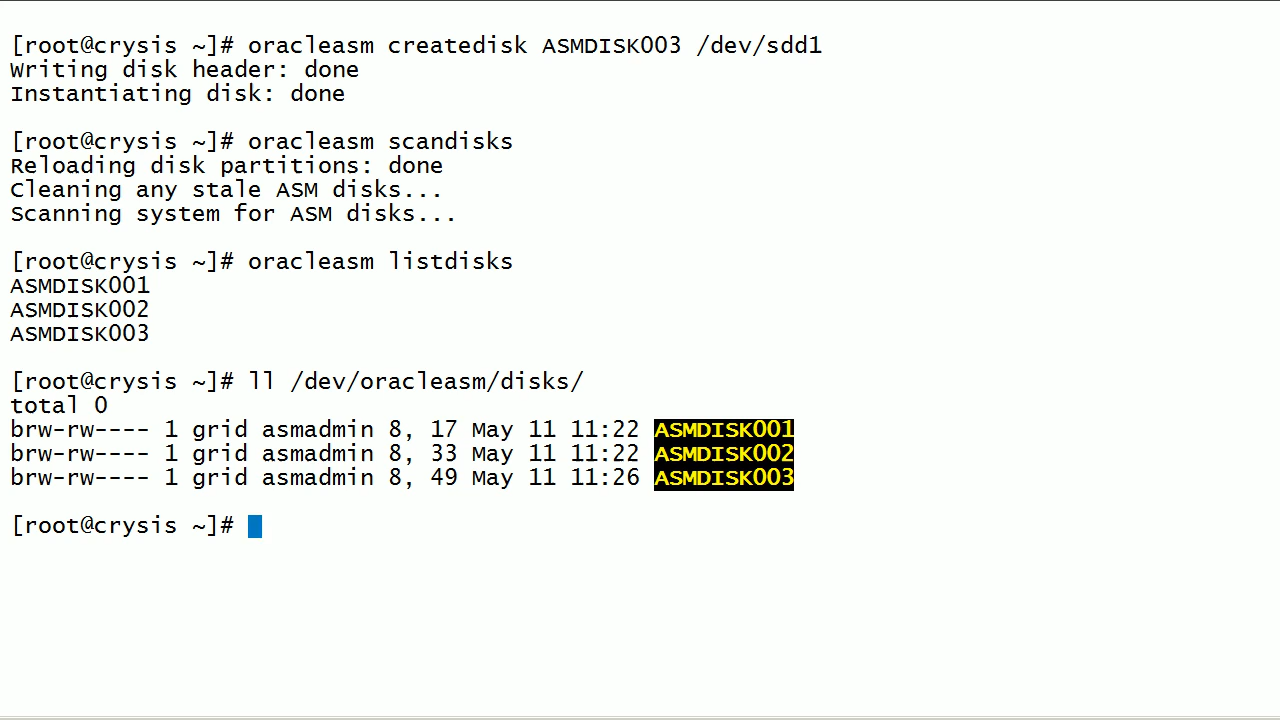 [root@crysis ~]# oracleasm createdisk ASMDISK003 /dev/sdd1
Writing disk header: done
Instantiating disk: done
[root@crysis ~]# oracleasm scandisks
Reloading disk partitions: done
Cleaning any stale ASM disks...
Scanning system for ASM disks...
[root@crysis ~]# oracleasm listdisks
ASMDISK001
ASMDISK002
ASMDISK003
[root@crysis ~]# ll /dev/oracleasm/disks/
total 0
brw-rw---- 1 grid asmadmin 8, 17 May 11 11:22 ASMDISK001
brw-rw---- 1 grid asmadmin 8, 33 May 11 11:22 ASMDISK002
brw-rw---- 1 grid asmadmin 8, 49 May 11 11:26 ASMDISK003
[root@crysis ~]#